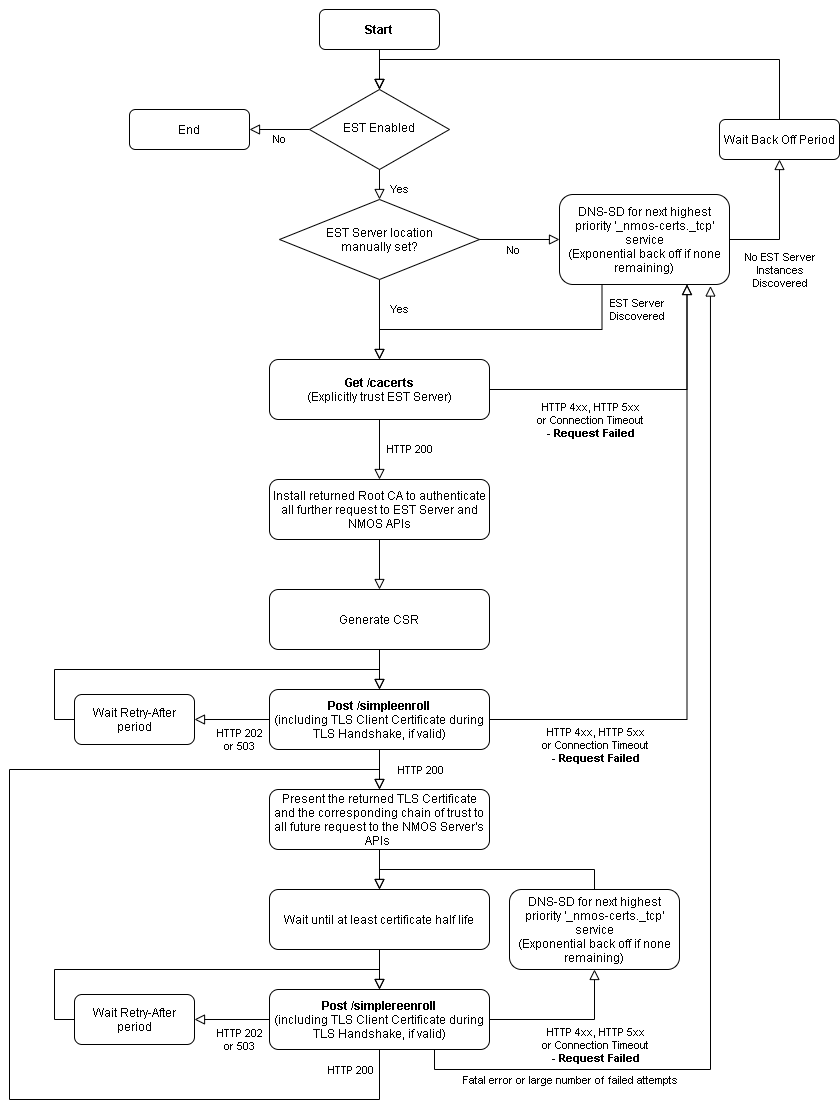 Start
EST Enabled
End
No
Wait Back Off Period
Yes
EST Server location
manually set?
No
DNS-SD for next highest
priority '_nmos-certs._tcp'
service
(Exponential back off if none
remaining)
No EST Server
Instances
Discovered
Yes
EST Server
Discovered
Get /cacerts
(Explicitly trust EST Server)
HTTP 4xx, HTTP 5xx
or Connection Timeout
- Request Failed
HTTP 200
Install returned Root CA to authenticate
all further request to EST Server and
NMOS APIs
Generate CSR
Post /simpleenroll
(including TLS Client Certificate during
TLS Handshake, if valid)
Wait Retry-After
period
HTTP 202
or 503
HTTP 4xx, HTTP 5xx
or Connection Timeout
- Request Failed
HTTP 200
Present the returned TLS Certificate
and the corresponding chain of trust to
all future request to the NMOS Server's
APIs
Wait until at least certificate half life
DNS-SD for next highest
priority '_nmos-certs._tcp'
service
(Exponential back off if none
remaining)
Post /simplereenroll
(including TLS Client Certificate during
TLS Handshake, if valid)
Wait Retry-After
period
HTTP 202
or 503
HTTP 4xx, HTTP 5xx
or Connection Timeout
- Request Failed
HTTP 200
Fatal error or large number of failed attempts